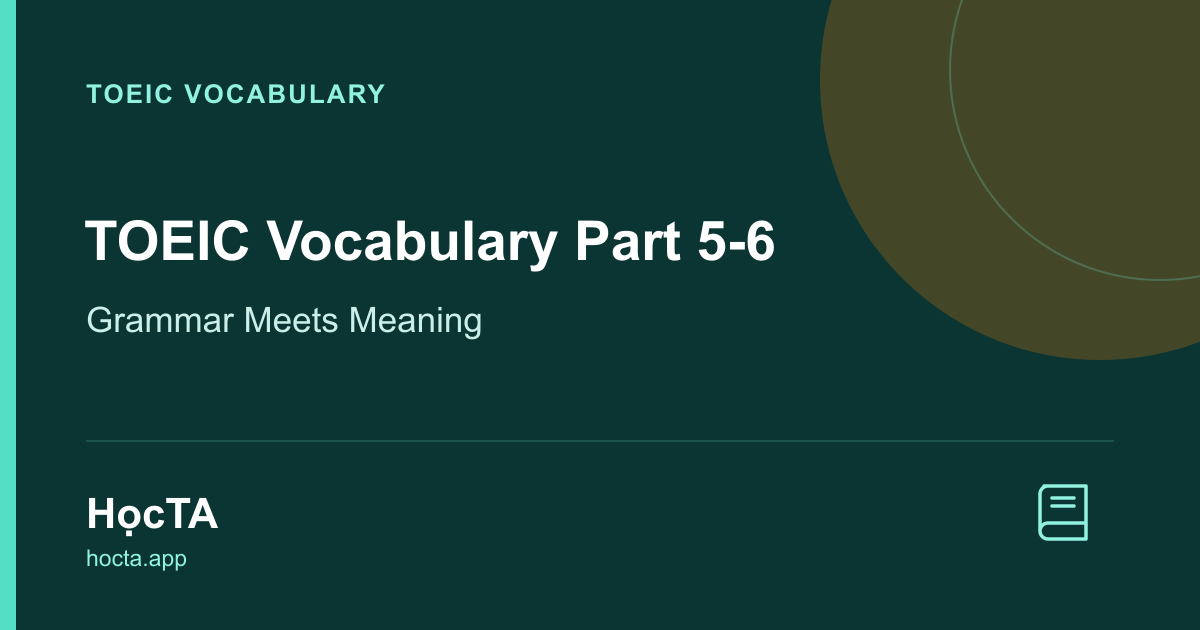 TOEIC VOCABULARY
TOEIC Vocabulary Part 5-6
Grammar Meets Meaning
HọcTA
hocta.app